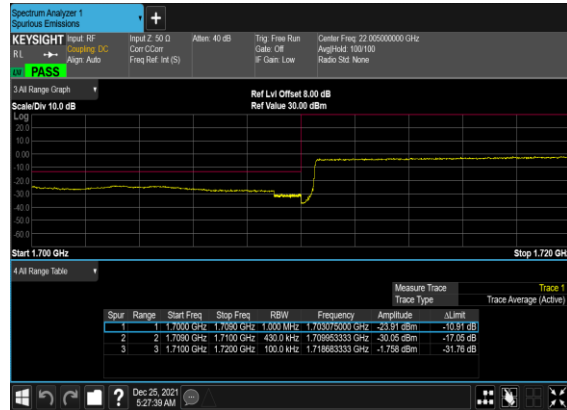 Spectrum Analyzer 1
Spurious Emissions
KEYSIGHT Input: RF Input Z: 50 Ω Atten: 40 dB Trig: Free Run Center Freq: 22.005000000 GHz
RL Coupling: DC Corr CCorr Gate: Off Avg|Hold: 100/100
Align: Auto Freq Ref: Int (S) IF Gain: Low Radio Std: None
PASS
3 All Range Graph
Ref Lvl Offset 8.00 dB
Scale/Div 10.0 dB Ref Value 30.00 dBm
Log
20.0
10.0
0.00
-10.0
-20.0
-30.0
-40.0
-50.0
-60.0
Start 1.700 GHz Stop 1.720 GH
4 All Range Table
Measure Trace Trace 1
Trace Type Trace Average (Active)
Spur Range Start Freq Stop Freq RBW Frequency Amplitude ΔLimit
1 1 1.7000 GHz 1.7090 GHz 1.000 MHz 1.703075000 GHz -23.91 dBm -10.91 dB
2 2 1.7090 GHz 1.7100 GHz 430.0 kHz 1.709953333 GHz -30.05 dBm -17.05 dB
3 3 1.7100 GHz 1.7200 GHz 100.0 kHz 1.718683333 GHz -1.758 dBm -31.76 dB
? Dec 25, 2021
5:27:39 AM